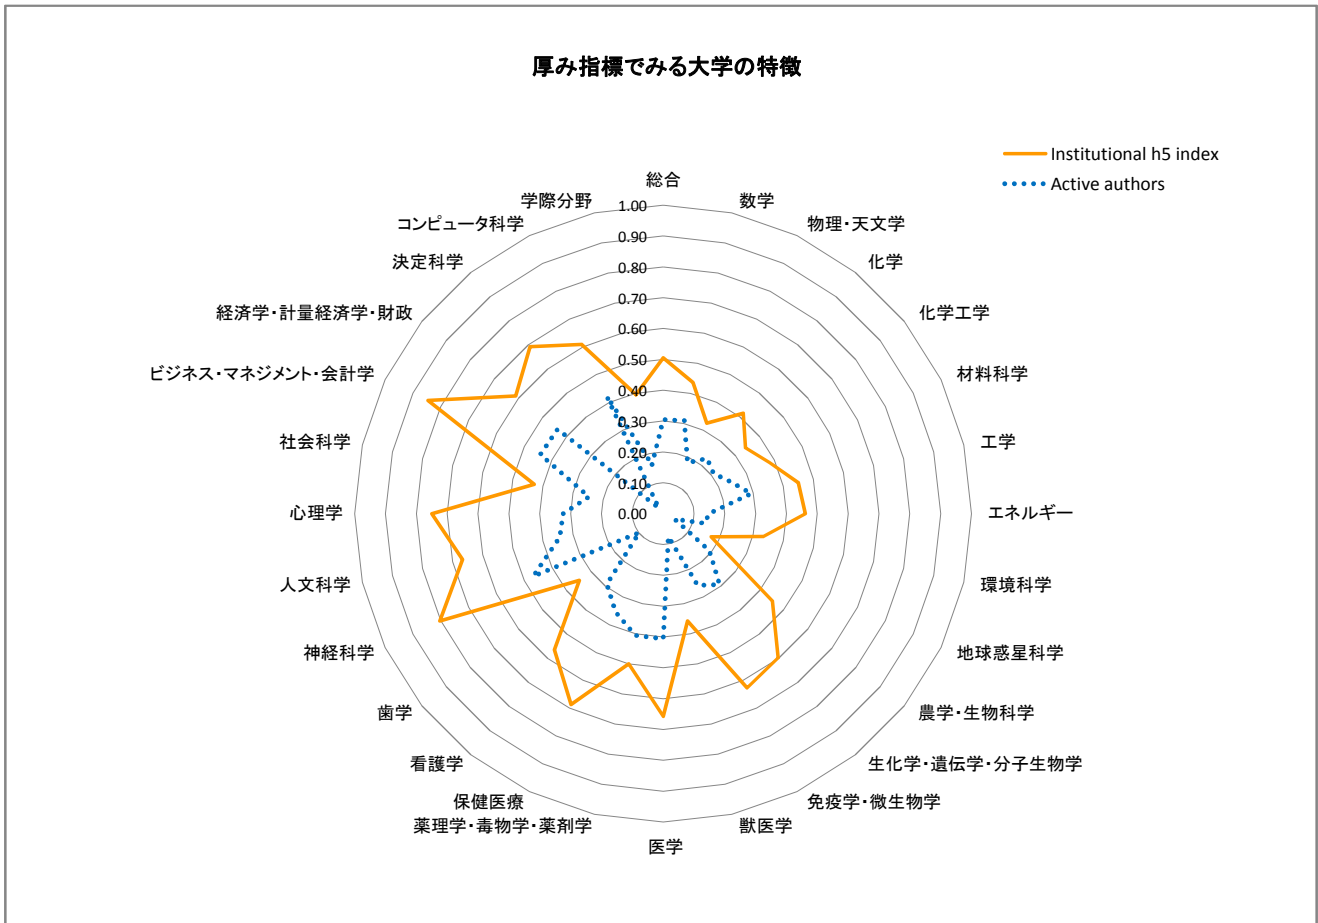 厚み指標でみる大学の特徴
Institutional h5 index
Active authors
総合
数学
物理・天文学
化学
化学工学
材料科学
工学
エネルギー
環境科学
地球惑星科学
農学・生物科学
生化学・遺伝学・分子生物学
免疫学・微生物学
獣医学
医学
薬理学・毒物学・薬剤学
保健医療
看護学
歯学
神経科学
人文科学
心理学
社会科学
ビジネス・マネジメント・会計学
経済学・計量経済学・財政
決定科学
コンピュータ科学
学際分野
1.00
0.90
0.80
0.70
0.60
0.50
0.40
0.30
0.20
0.10
0.00